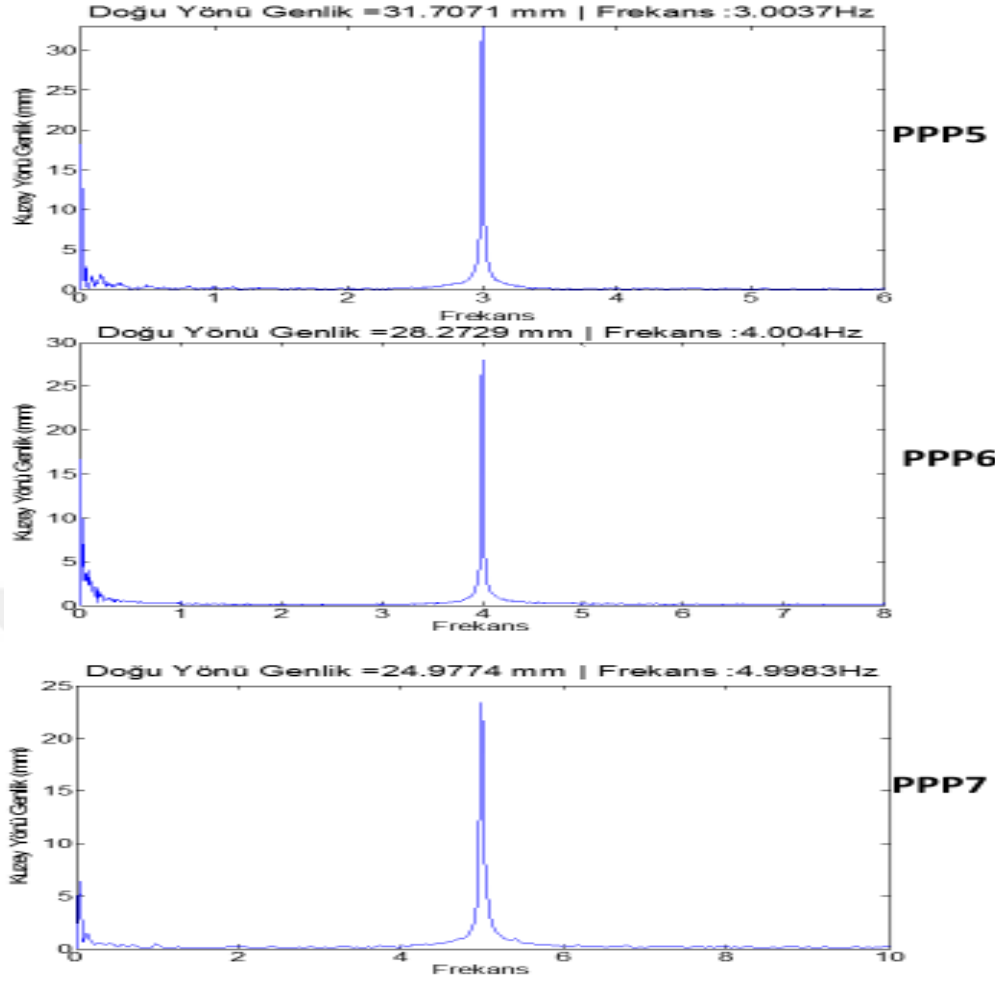 Doğu Yönü Genlik =31.7071 mm | Frekans :3.0037Hz
30
25
20
15
10
5
0
Kuzey Yönü Genlik (mm)
PPP5
0 1 2 3 4 5 6
Frekans
Doğu Yönü Genlik =28.2729 mm | Frekans :4.004Hz
30
25
20
15
10
5
0
Kuzey Yönü Genlik (mm)
PPP6
0 1 2 3 4 5 6 7 8
Frekans
Doğu Yönü Genlik =24.9774 mm | Frekans :4.9983Hz
25
20
15
10
5
0
Kuzey Yönü Genlik (mm)
PPP7
0 2 4 6 8 10
Frekans